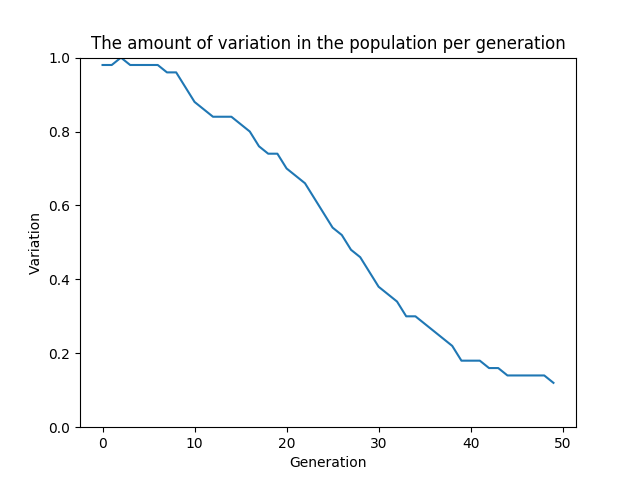 The amount of variation in the population per generation
1.0
0.8
0.6
0.4
0.2
0.0
Variation
0 10 20 30 40 50
Generation